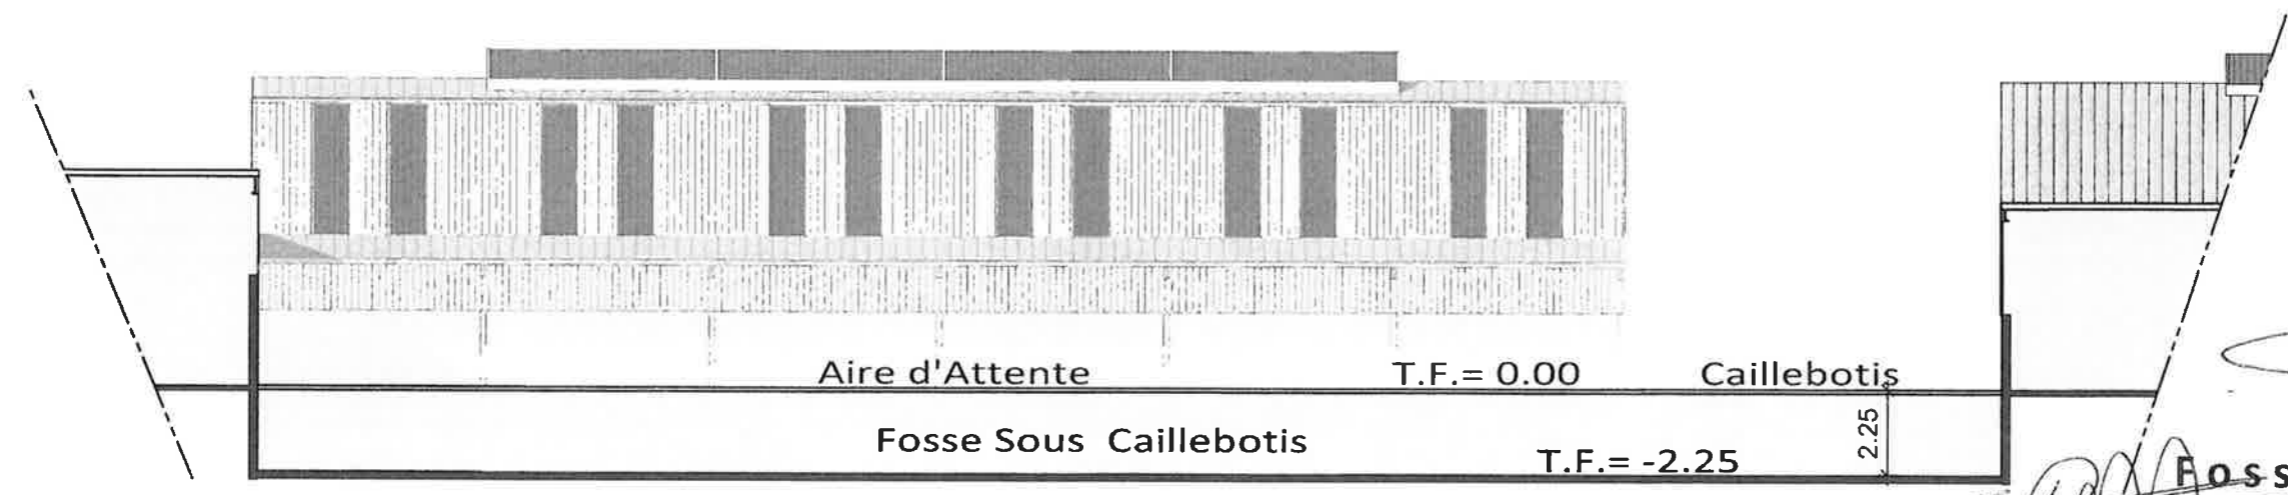 Aire d'Attente T.F.= 0.00 Caillebotis
Fosse Sous Caillebotis 2.25
T.F.= -2.25